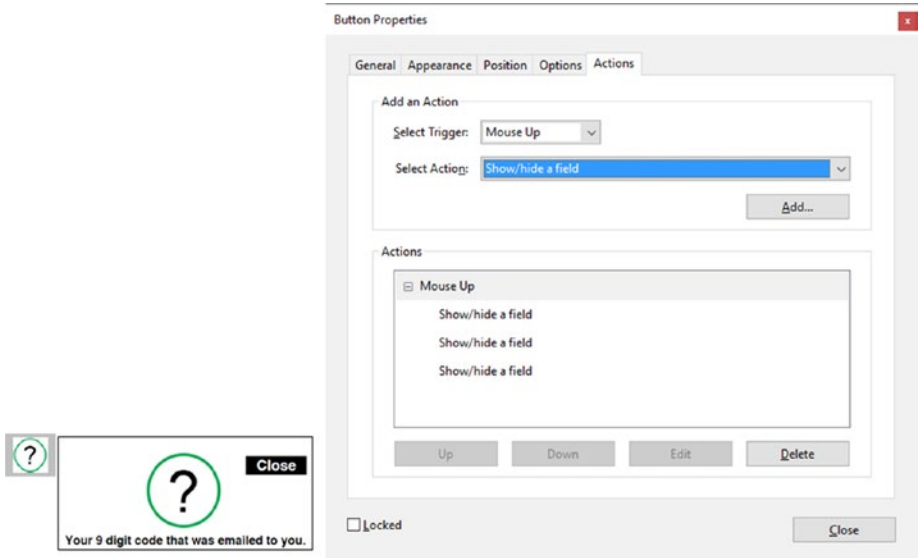 Button Properties
x
General Appearance Position Options Actions
Add an Action
Select Trigger: Mouse Up
Select Action: Show/hide a field
Add...
Actions
Mouse Up
Show/hide a field
Show/hide a field
Show/hide a field
Up Down Edit Delete
Locked
Close
?
?
Close
Your 9 digit code that was emailed to you.